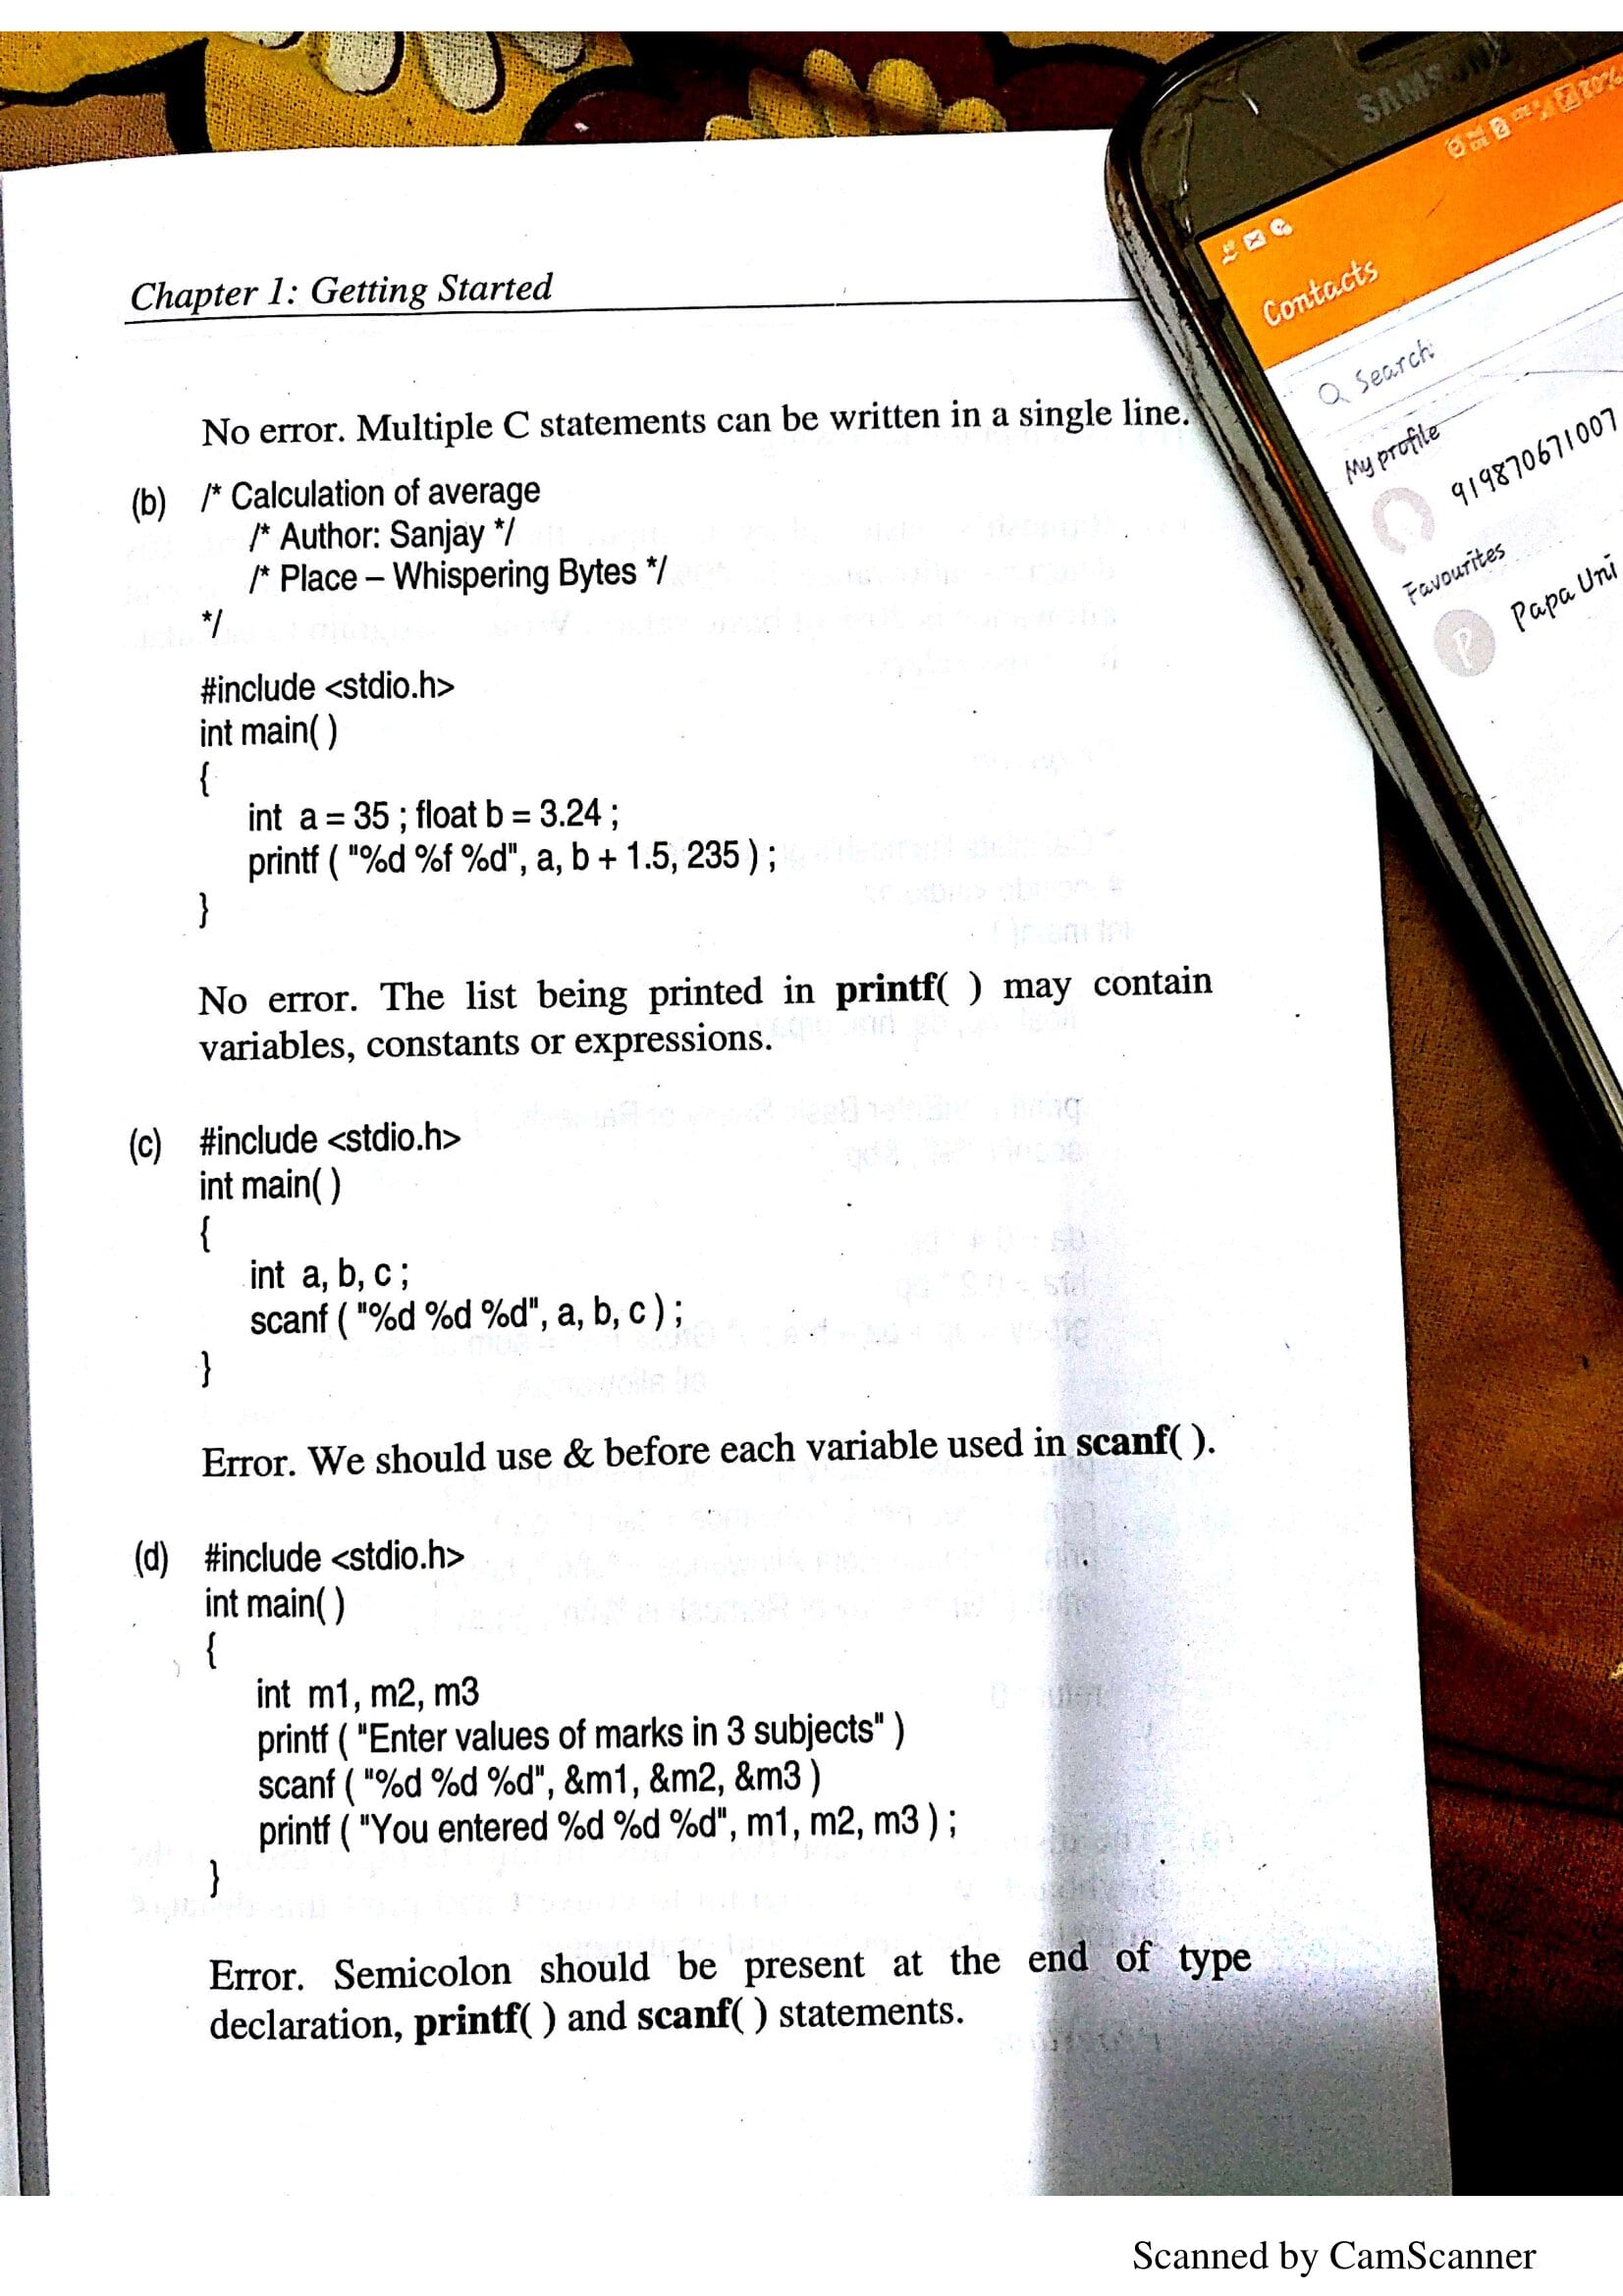 SAMSUNG
Contacts
Search
My profile
919870671007
Favourites
P
Papa Uni
Chapter 1: Getting Started
No error. Multiple C statements can be written in a single line.
(b) /* Calculation of average
/* Author: Sanjay */
/* Place – Whispering Bytes */
*/
#include <stdio.h>
int main( )
{
int a = 35 ; float b = 3.24 ;
printf ( "%d %f %d", a, b + 1.5, 235 ) ;
}
No error. The list being printed in printf( ) may contain
variables, constants or expressions.
(c) #include <stdio.h>
int main( )
{
int a, b, c ;
scanf ( "%d %d %d", a, b, c ) ;
}
Error. We should use & before each variable used in scanf( ).
(d) #include <stdio.h>
int main( )
{
int m1, m2, m3
printf ( "Enter values of marks in 3 subjects" )
scanf ( "%d %d %d", &m1, &m2, &m3 )
printf ( "You entered %d %d %d", m1, m2, m3 ) ;
}
Error. Semicolon should be present at the end of type
declaration, printf( ) and scanf( ) statements.
Scanned by CamScanner